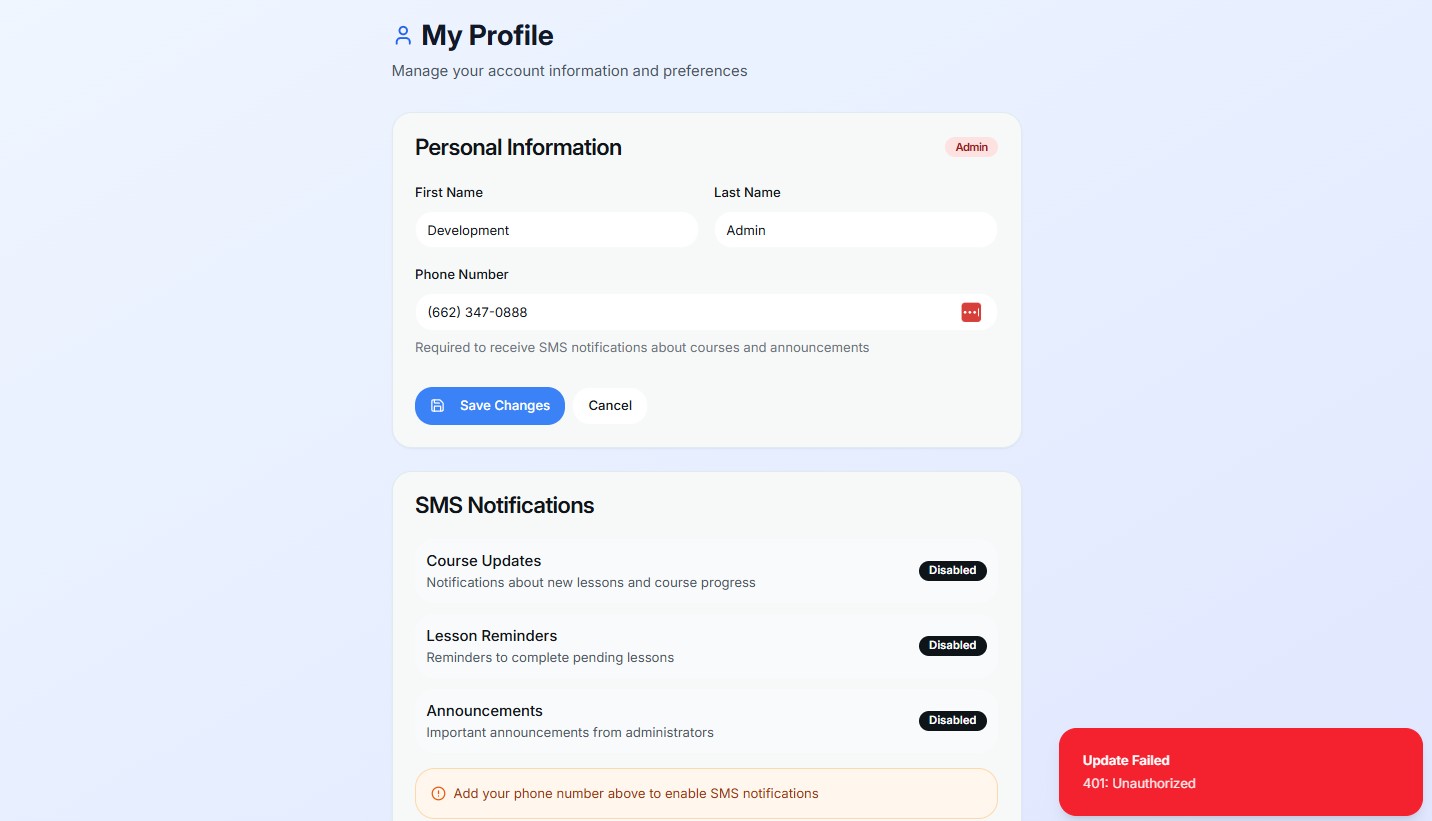 My Profile
Manage your account information and preferences
Personal Information
Admin
First Name
Last Name
Development
Admin
Phone Number
(662) 347-0888
Required to receive SMS notifications about courses and announcements
Save Changes
Cancel
SMS Notifications
Course Updates
Notifications about new lessons and course progress
Disabled
Lesson Reminders
Reminders to complete pending lessons
Disabled
Announcements
Important announcements from administrators
Disabled
Add your phone number above to enable SMS notifications
Update Failed
401: Unauthorized